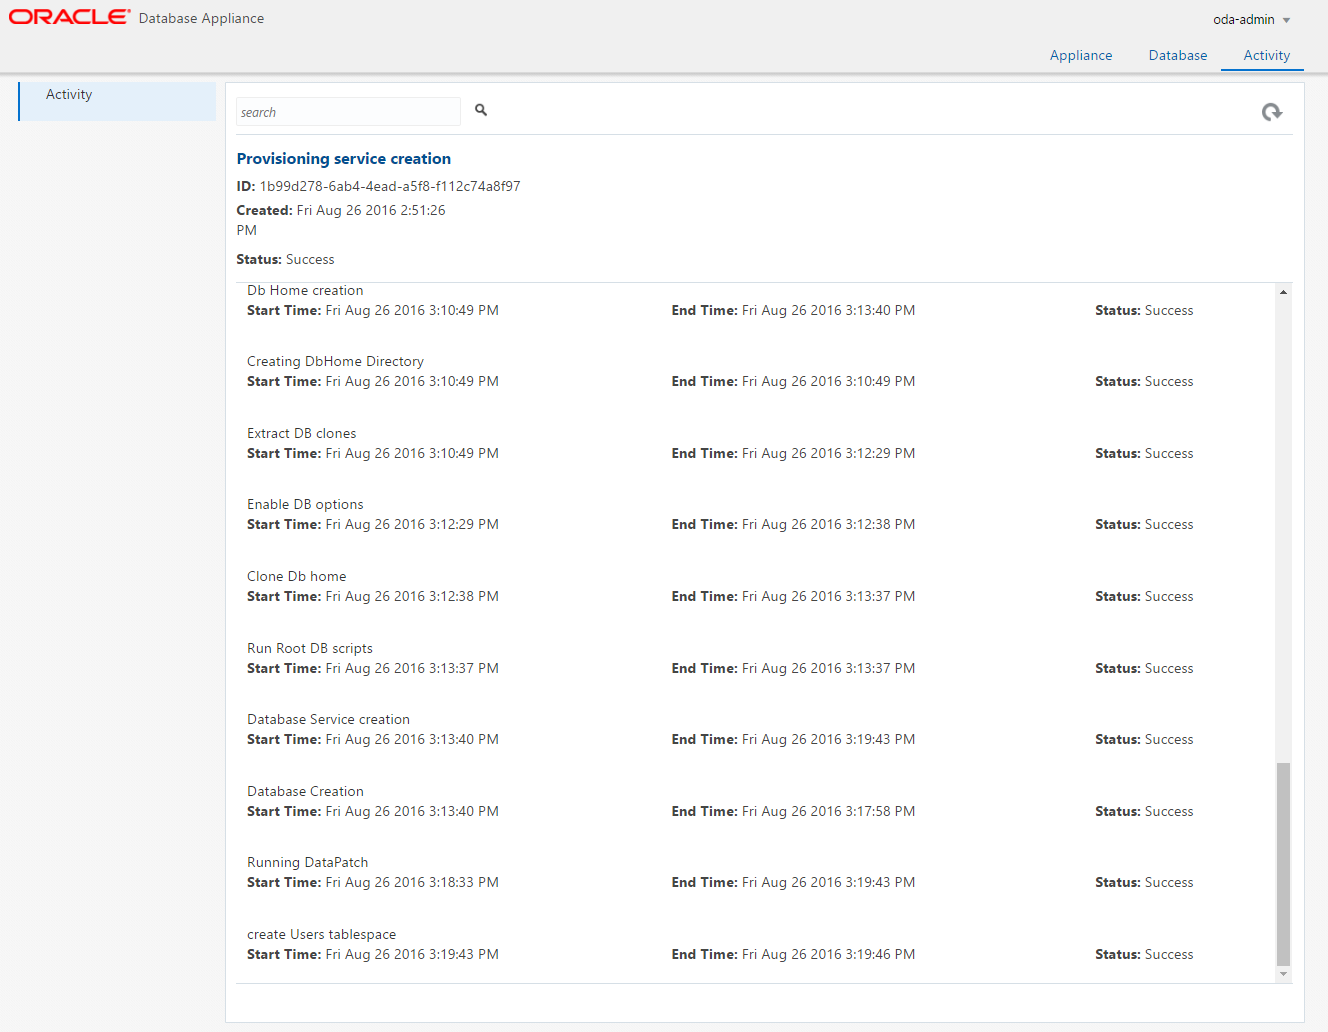 ORACLE® Database Appliance
oda-admin
Appliance Database Activity
Activity
search
Provisioning service creation
ID: 1b99d278-6ab4-4ead-a5f8-f112c74a8f97
Created: Fri Aug 26 2016 2:51:26
PM
Status: Success
Db Home creation
Start Time: Fri Aug 26 2016 3:10:49 PM End Time: Fri Aug 26 2016 3:13:40 PM Status: Success
Creating DbHome Directory
Start Time: Fri Aug 26 2016 3:10:49 PM End Time: Fri Aug 26 2016 3:10:49 PM Status: Success
Extract DB clones
Start Time: Fri Aug 26 2016 3:10:49 PM End Time: Fri Aug 26 2016 3:12:29 PM Status: Success
Enable DB options
Start Time: Fri Aug 26 2016 3:12:29 PM End Time: Fri Aug 26 2016 3:12:38 PM Status: Success
Clone Db home
Start Time: Fri Aug 26 2016 3:12:38 PM End Time: Fri Aug 26 2016 3:13:37 PM Status: Success
Run Root DB scripts
Start Time: Fri Aug 26 2016 3:13:37 PM End Time: Fri Aug 26 2016 3:13:37 PM Status: Success
Database Service creation
Start Time: Fri Aug 26 2016 3:13:40 PM End Time: Fri Aug 26 2016 3:19:43 PM Status: Success
Database Creation
Start Time: Fri Aug 26 2016 3:13:40 PM End Time: Fri Aug 26 2016 3:17:58 PM Status: Success
Running DataPatch
Start Time: Fri Aug 26 2016 3:18:33 PM End Time: Fri Aug 26 2016 3:19:43 PM Status: Success
create Users tablespace
Start Time: Fri Aug 26 2016 3:19:43 PM End Time: Fri Aug 26 2016 3:19:46 PM Status: Success